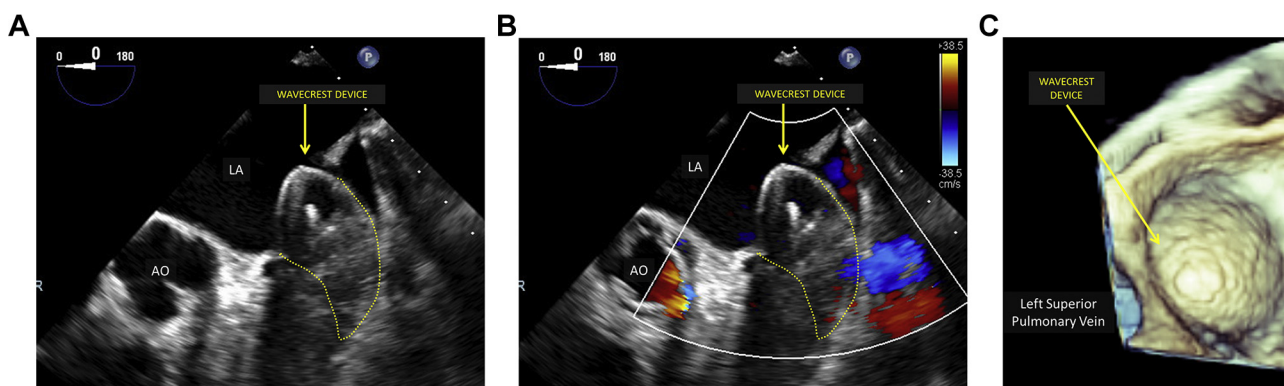 A
0 0 180
P
WAVECREST DEVICE
LA
AO
R
B
0 0 180
P
WAVECREST DEVICE
+38.5
-38.5
cm/s
LA
AO
R
C
WAVECREST
DEVICE
Left Superior
Pulmonary Vein